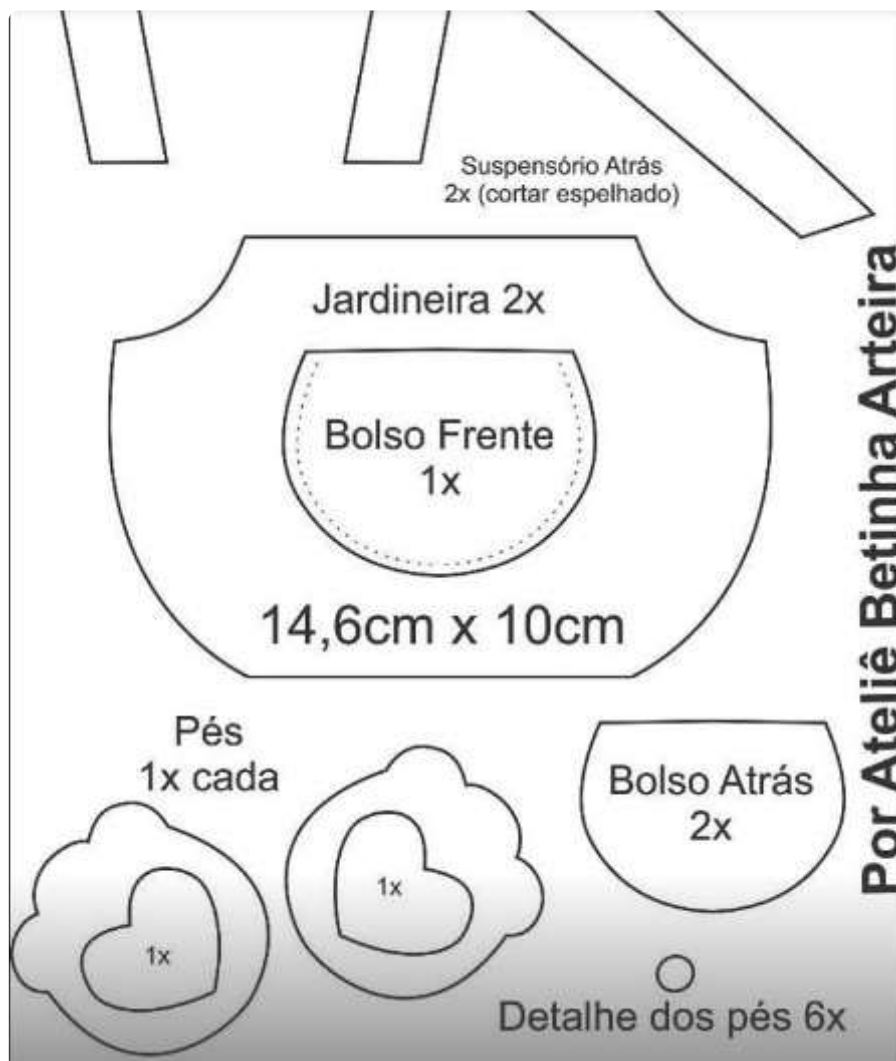 Suspensório Atrás
2x (cortar espelhado)
Jardineira 2x
Bolso Frente
1x
14,6cm x 10cm
Pés
1x cada
Bolso Atrás
2x
1x
1x
Detalhe dos pés 6x
Por Ateliê Betinha Arteira